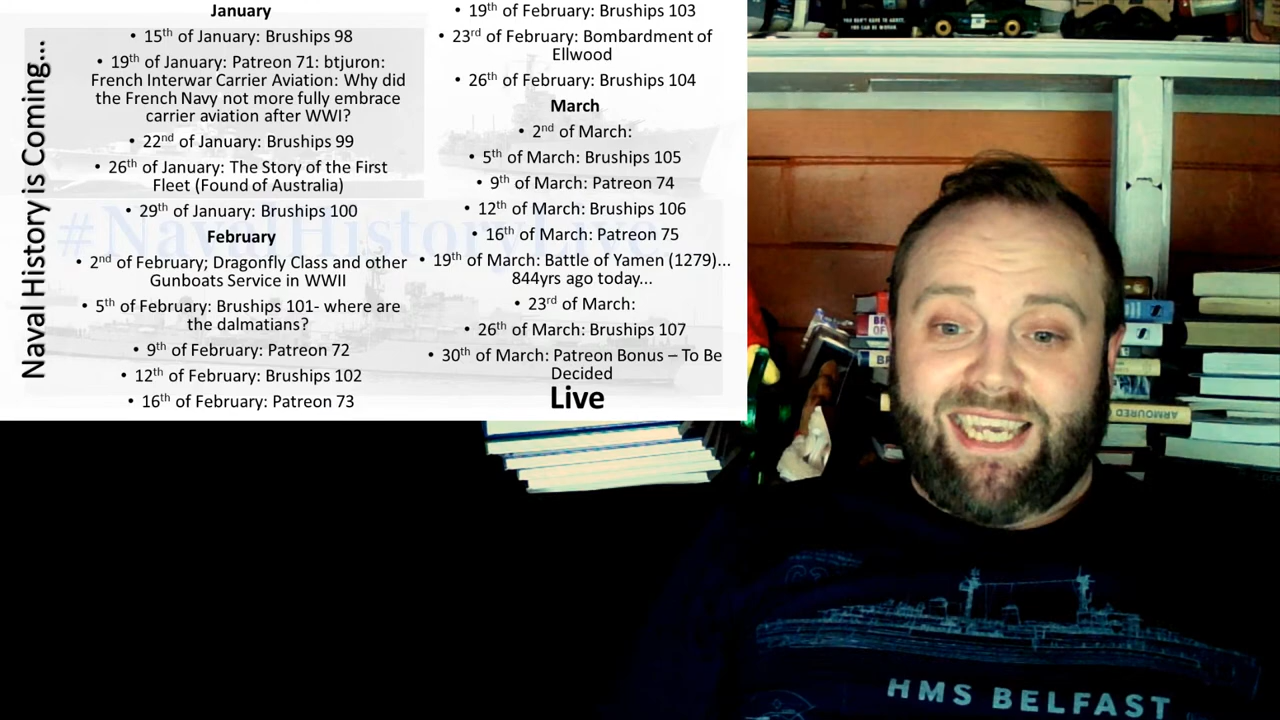 Naval History is Coming...
January
• 15th of January: Bruships 98
• 19th of January: Patreon 71: btjuron:
French Interwar Carrier Aviation: Why did
the French Navy not more fully embrace
carrier aviation after WWI?
• 22nd of January: Bruships 99
• 26th of January: The Story of the First
Fleet (Found of Australia)
• 29th of January: Bruships 100
February
• 2nd of February; Dragonfly Class and other
Gunboats Service in WWII
• 5th of February: Bruships 101- where are
the dalmatians?
• 9th of February: Patreon 72
• 12th of February: Bruships 102
• 16th of February: Patreon 73
• 19th of February: Bruships 103
• 23rd of February: Bombardment of
Ellwood
• 26th of February: Bruships 104
March
• 2nd of March:
• 5th of March: Bruships 105
• 9th of March: Patreon 74
• 12th of March: Bruships 106
• 16th of March: Patreon 75
• 19th of March: Battle of Yamen (1279)...
844yrs ago today...
• 23rd of March:
• 26th of March: Bruships 107
• 30th of March: Patreon Bonus – To Be
Decided
Live
#NavalHistoryLive
ARMOURED
HMS BELFAST